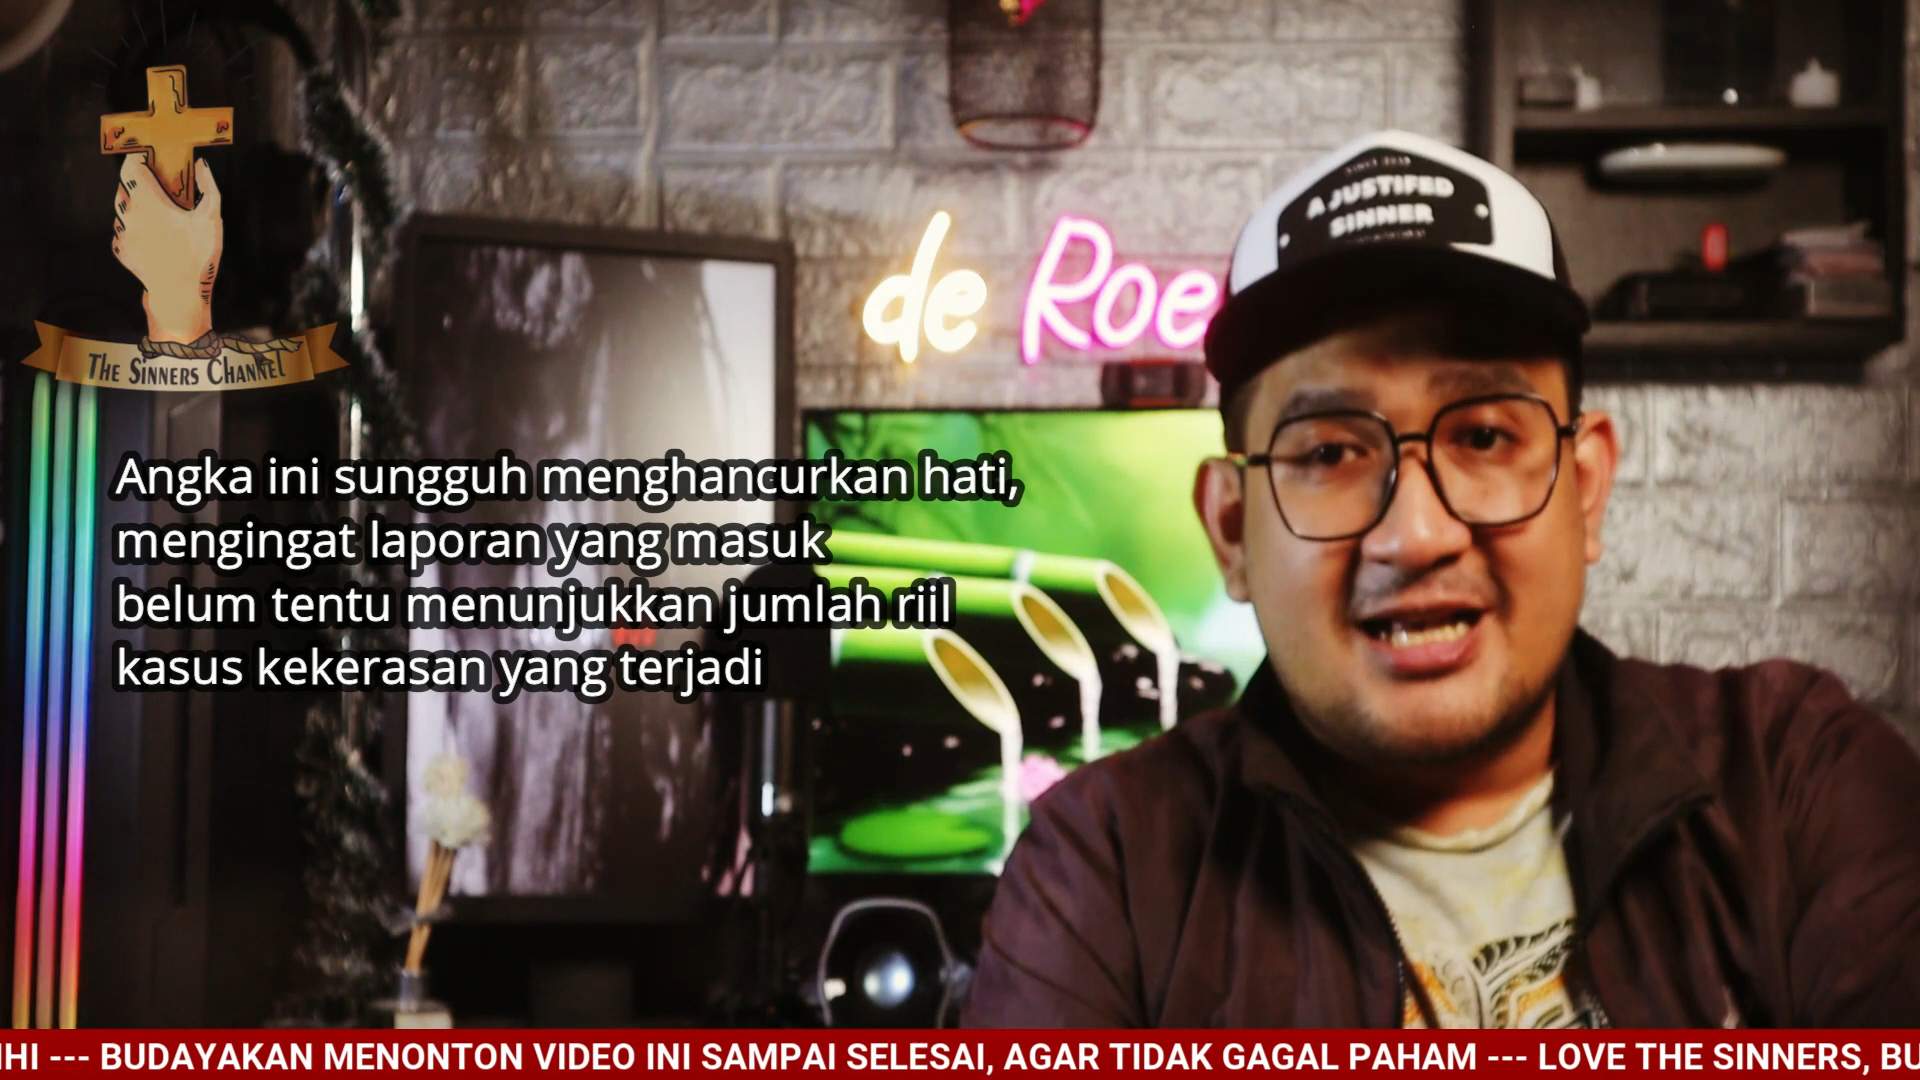 The Sinners Channel
de Roe
A JUSTIFED
SINNER
Angka ini sungguh menghancurkan hati,
mengingat laporan yang masuk
belum tentu menunjukkan jumlah riil
kasus kekerasan yang terjadi
IHI --- BUDAYAKAN MENONTON VIDEO INI SAMPAI SELESAI, AGAR TIDAK GAGAL PAHAM --- LOVE THE SINNERS, BU